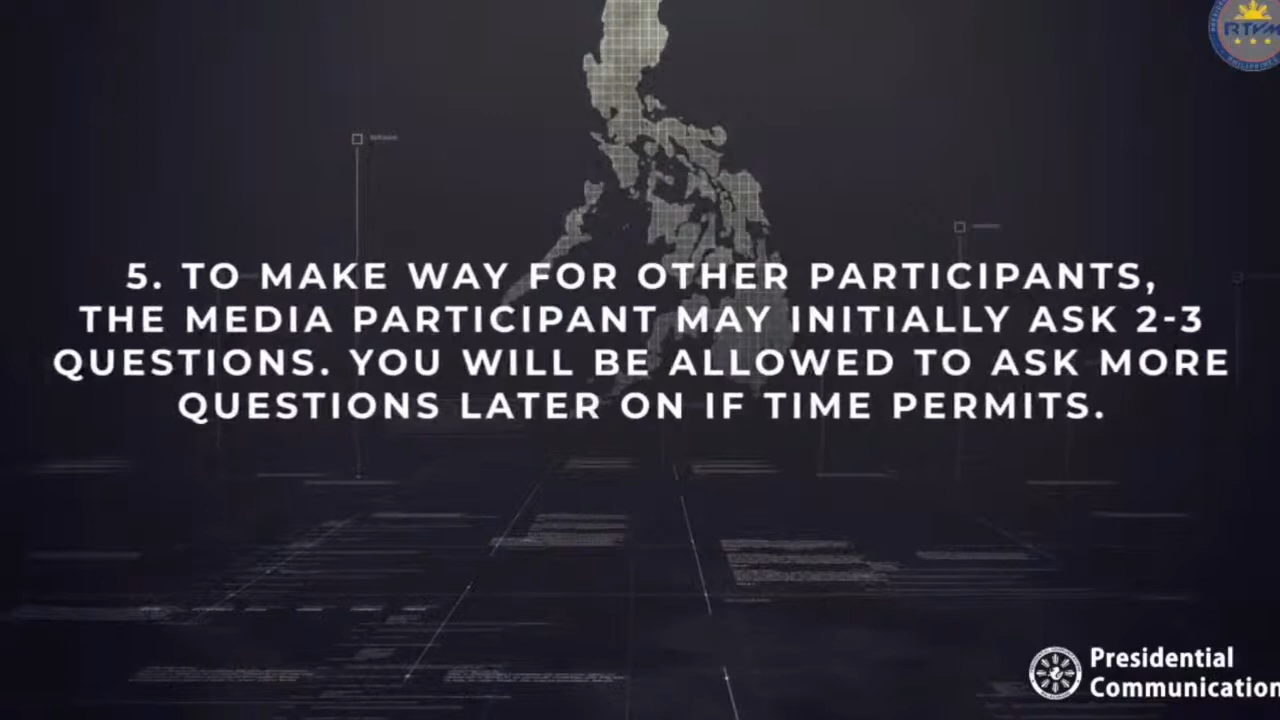 RTVM
5. TO MAKE WAY FOR OTHER PARTICIPANTS,
THE MEDIA PARTICIPANT MAY INITIALLY ASK 2-3
QUESTIONS. YOU WILL BE ALLOWED TO ASK MORE
QUESTIONS LATER ON IF TIME PERMITS.
Presidential
Communication